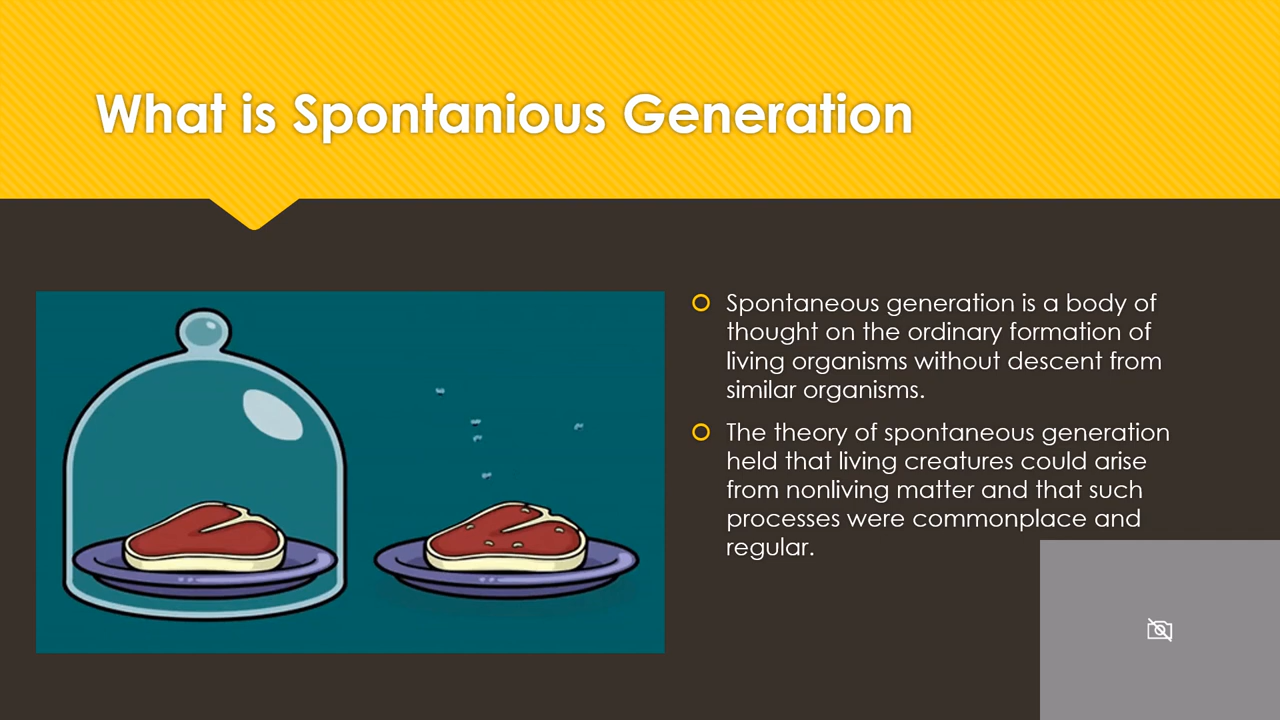 What is Spontanious Generation
Spontaneous generation is a body of
thought on the ordinary formation of
living organisms without descent from
similar organisms.
The theory of spontaneous generation
held that living creatures could arise
from nonliving matter and that such
processes were commonplace and
regular.